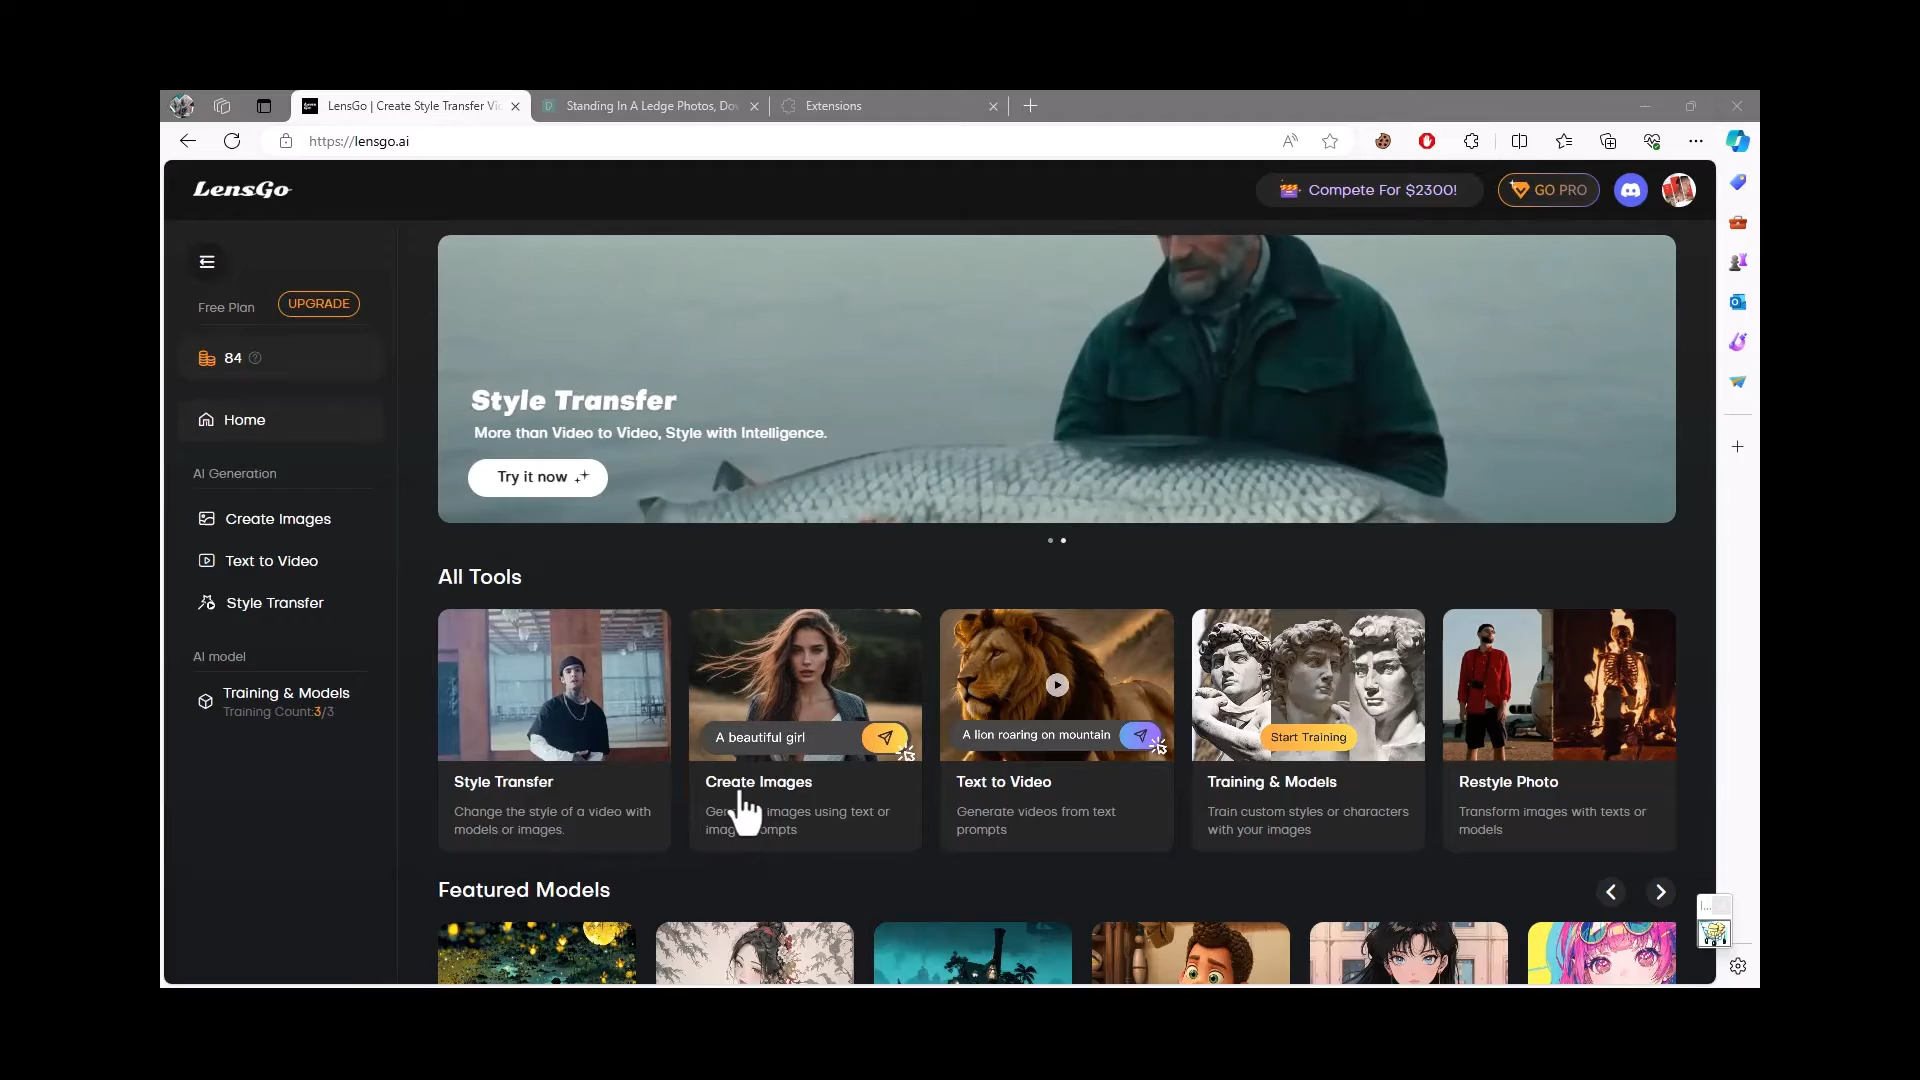 LensGo | Create Style Transfer Vi
Standing In A Ledge Photos, Do
Extensions
https://lensgo.ai
LensGo
Compete For $2300!
GO PRO
Free Plan
UPGRADE
84
Home
AI Generation
Create Images
Text to Video
Style Transfer
AI model
Training & Models
Training Count:3/3
Style Transfer
More than Video to Video, Style with Intelligence.
Try it now
All Tools
A beautiful girl
A lion roaring on mountain
Start Training
Style Transfer
Change the style of a video with
models or images.
Create Images
images using text or
Text to Video
Generate videos from text
prompts
Training & Models
Train custom styles or characters
with your images
Restyle Photo
Transform images with texts or
models
Featured Models